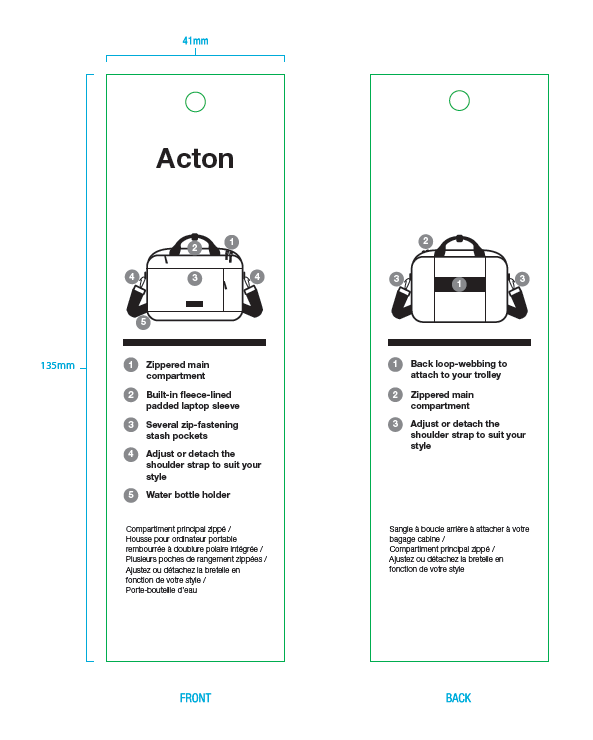 41mm
135mm
Acton
1
2
3
4
4
5
1 Zippered main
compartment
2 Built-in fleece-lined
padded laptop sleeve
3 Several zip-fastening
stash pockets
4 Adjust or detach the
shoulder strap to suit your
style
5 Water bottle holder
Compartiment principal zippé /
Housse pour ordinateur portable
rembourrée à doublure polaire intégrée /
Plusieurs poches de rangement zippées /
Ajustez ou détachez la bretelle en
fonction de votre style /
Porte-bouteille d'eau
FRONT
2
3
1
3
1 Back loop-webbing to
attach to your trolley
2 Zippered main
compartment
3 Adjust or detach the
shoulder strap to suit your
style
Sangle à boucle arrière à attacher à votre
bagage cabine /
Compartiment principal zippé /
Ajustez ou détachez la bretelle en
fonction de votre style
BACK